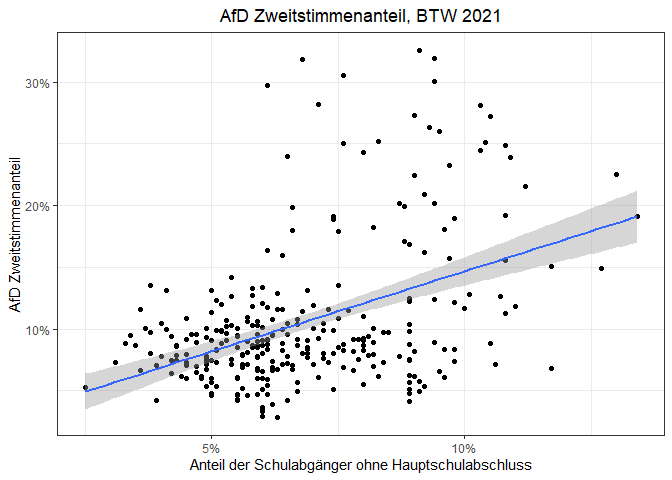 AfD Zweitstimmenanteil, BTW 2021
30%
20%
10%
AfD Zweitstimmenanteil
5%
10%
Anteil der Schulabgänger ohne Hauptschulabschluss